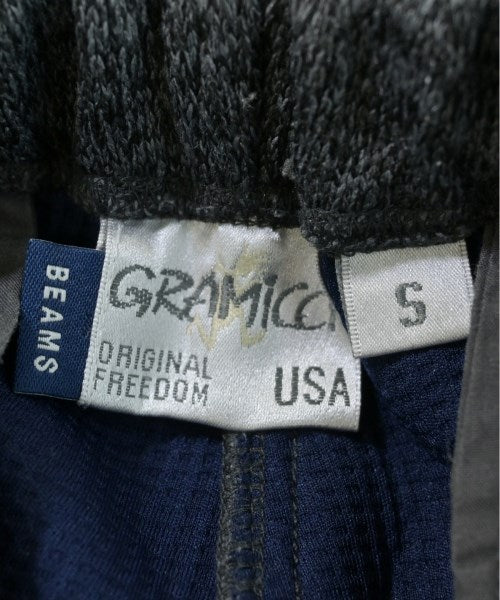 BEAMS
GRAMICCI
ORIGINAL
FREEDOM
USA
S